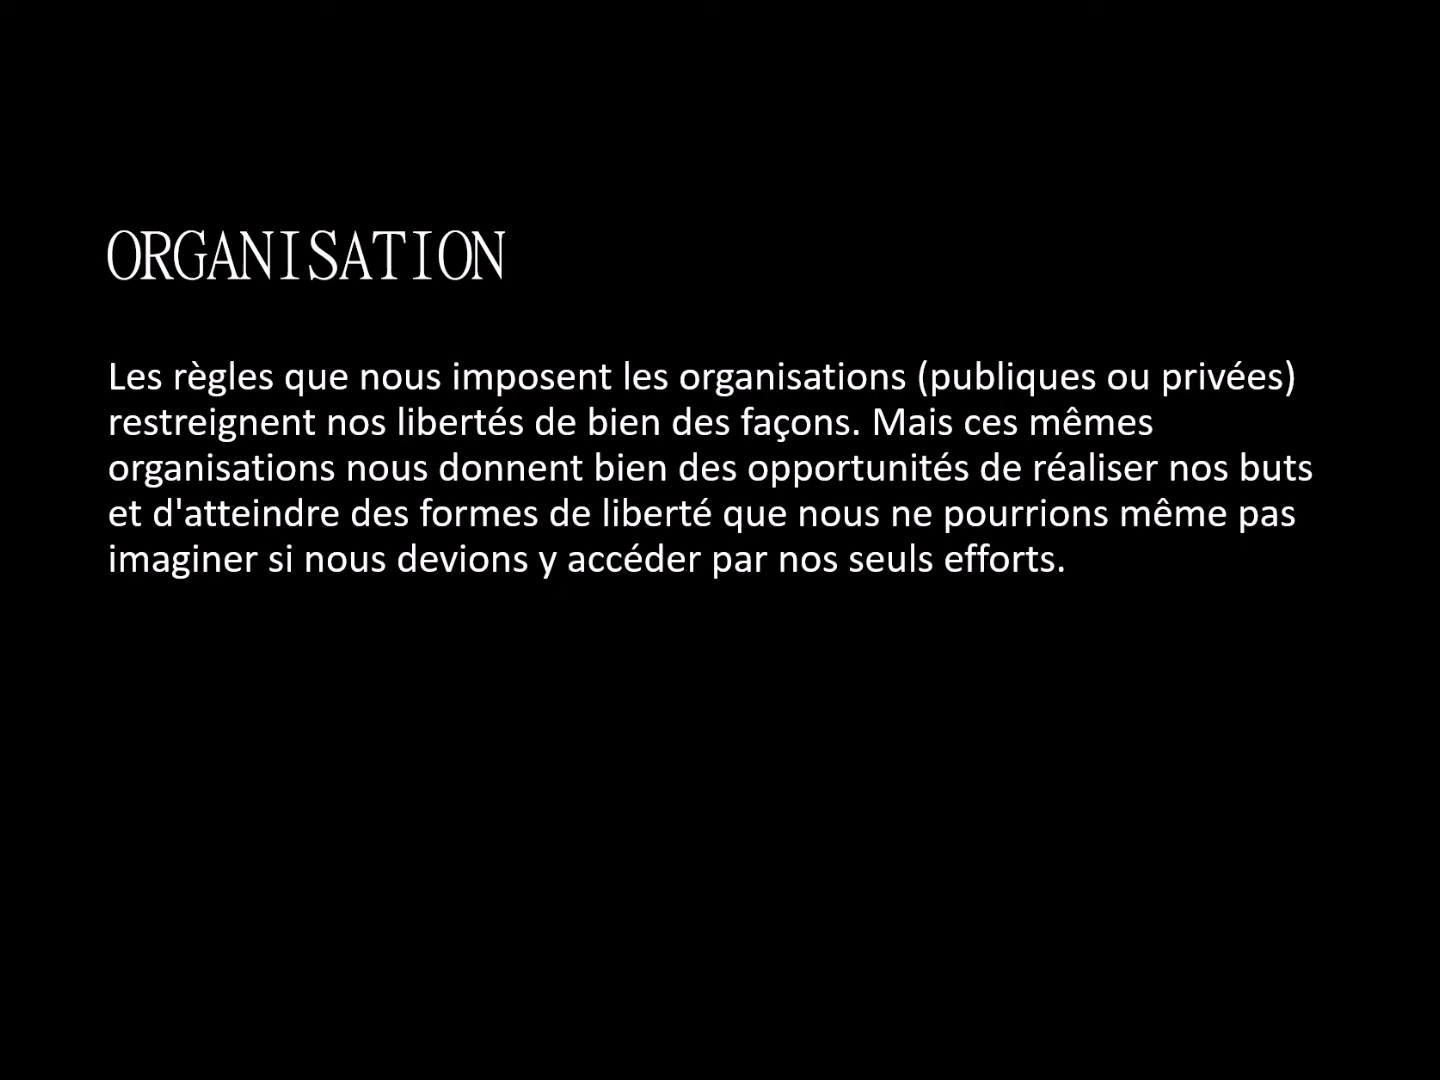 ORGANISATION
Les règles que nous imposent les organisations (publiques ou privées)
restreignent nos libertés de bien des façons. Mais ces mêmes
organisations nous donnent bien des opportunités de réaliser nos buts
et d'atteindre des formes de liberté que nous ne pourrions même pas
imaginer si nous devions y accéder par nos seuls efforts.